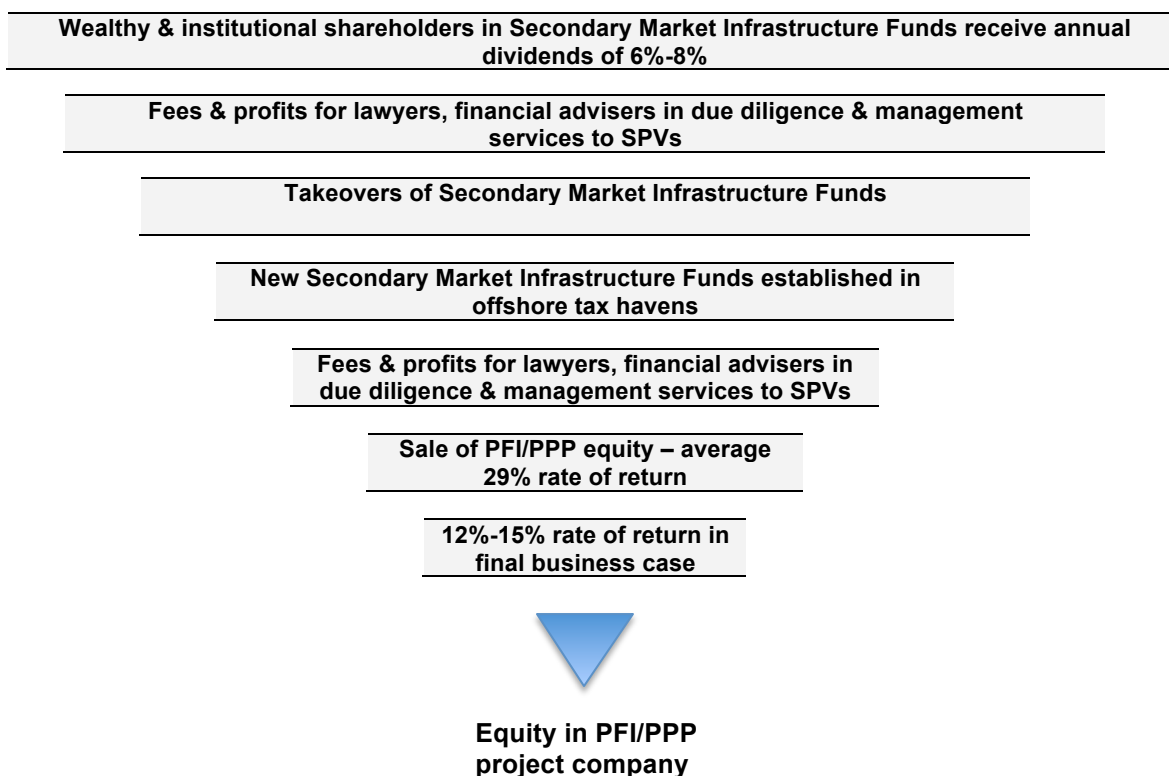 Wealthy & institutional shareholders in Secondary Market Infrastructure Funds receive annual
dividends of 6%-8%
Fees & profits for lawyers, financial advisers in due diligence & management
services to SPVs
Takeovers of Secondary Market Infrastructure Funds
New Secondary Market Infrastructure Funds established in
offshore tax havens
Fees & profits for lawyers, financial advisers in
due diligence & management services to SPVs
Sale of PFI/PPP equity – average
29% rate of return
12%-15% rate of return in
final business case
Equity in PFI/PPP
project company